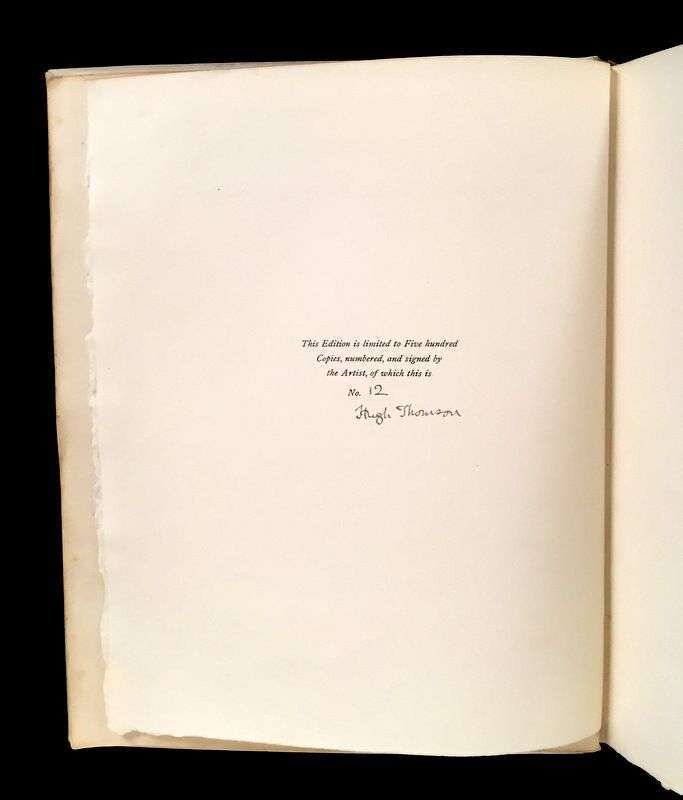 This Edition is limited to Five hundred
Copies, numbered, and signed by
the Artist, of which this is
No. 12
Hugh Thomson